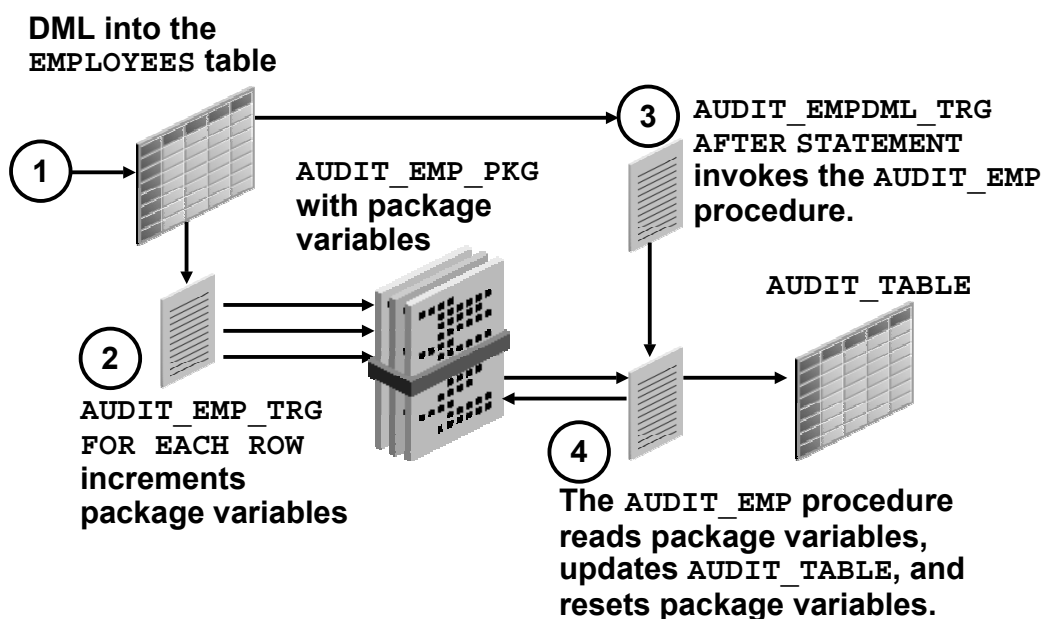 DML into the
EMPLOYEES table
1
AUDIT_EMP_PKG
with package
variables
3
AUDIT_EMPDML_TRG
AFTER STATEMENT
invokes the AUDIT_EMP
procedure.
AUDIT_TABLE
2
AUDIT_EMP_TRG
FOR EACH ROW
increments
package variables
4
The AUDIT_EMP procedure
reads package variables,
updates AUDIT_TABLE, and
resets package variables.